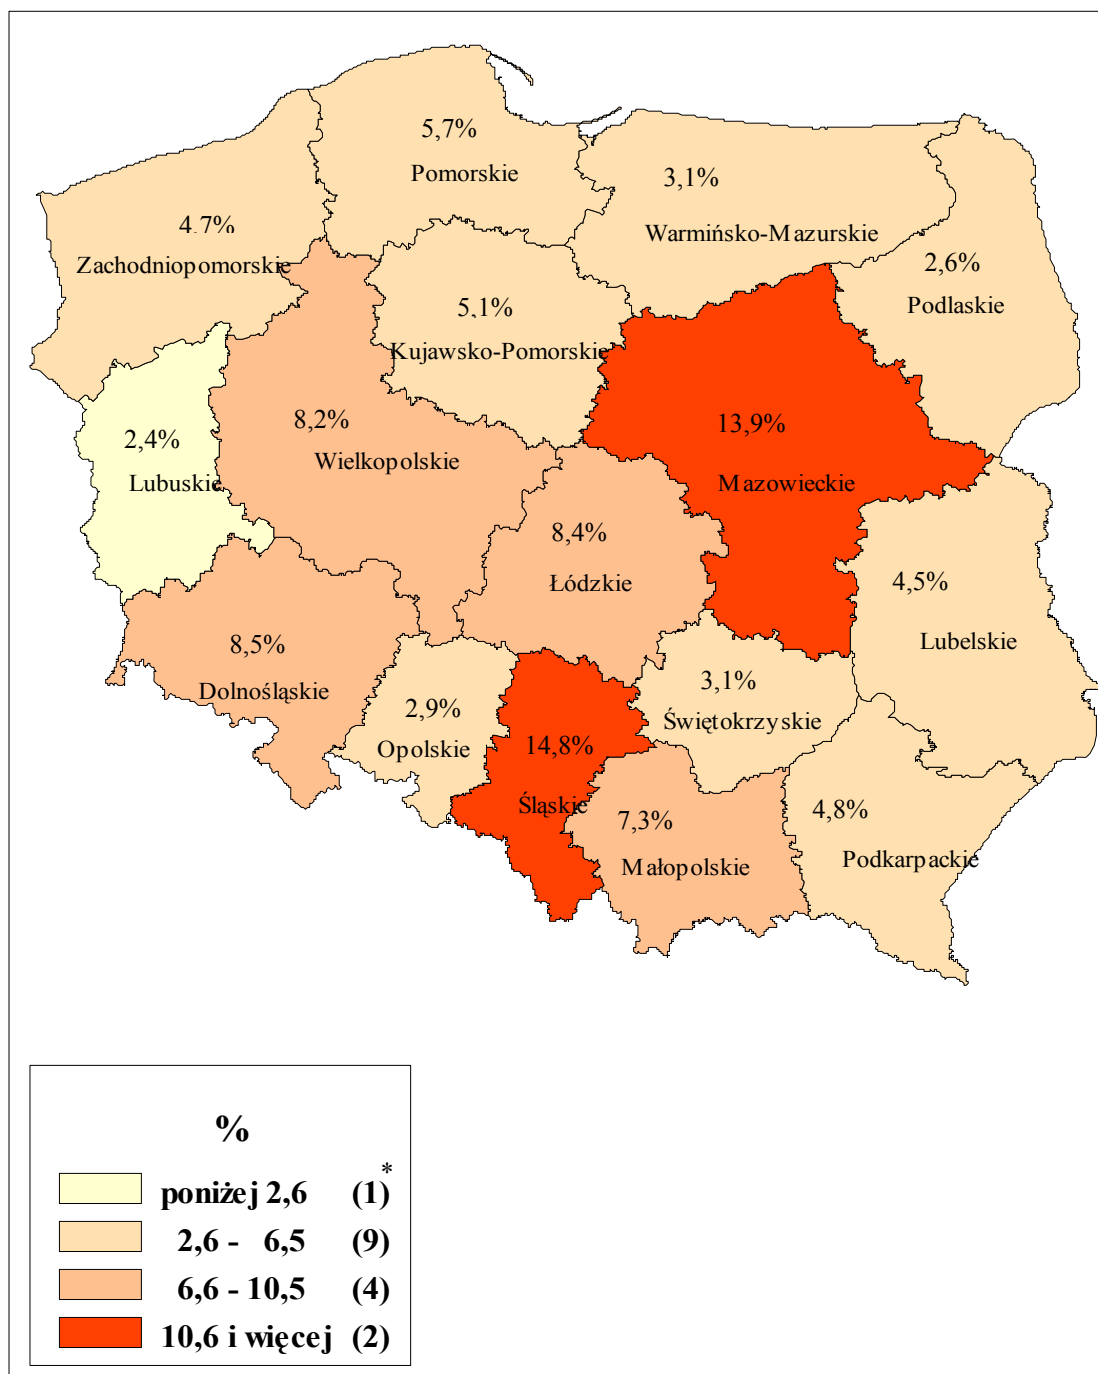 5,7%
Pomorskie
3,1%
Warmińsko-Mazurskie
4,7%
Zachodniopomorskie
2,6%
Podlaskie
5,1%
Kujawsko-Pomorskie
8,2%
Wielkopolskie
13,9%
Mazowieckie
2,4%
Lubuskie
8,4%
Łódzkie
4,5%
Lubelskie
8,5%
Dolnośląskie
2,9%
Opolskie
3,1%
Świętokrzyskie
14,8%
Śląskie
7,3%
Małopolskie
4,8%
Podkarpackie
%
poniżej 2,6 (1)*
2,6 - 6,5 (9)
6,6 - 10,5 (4)
10,6 i więcej (2)